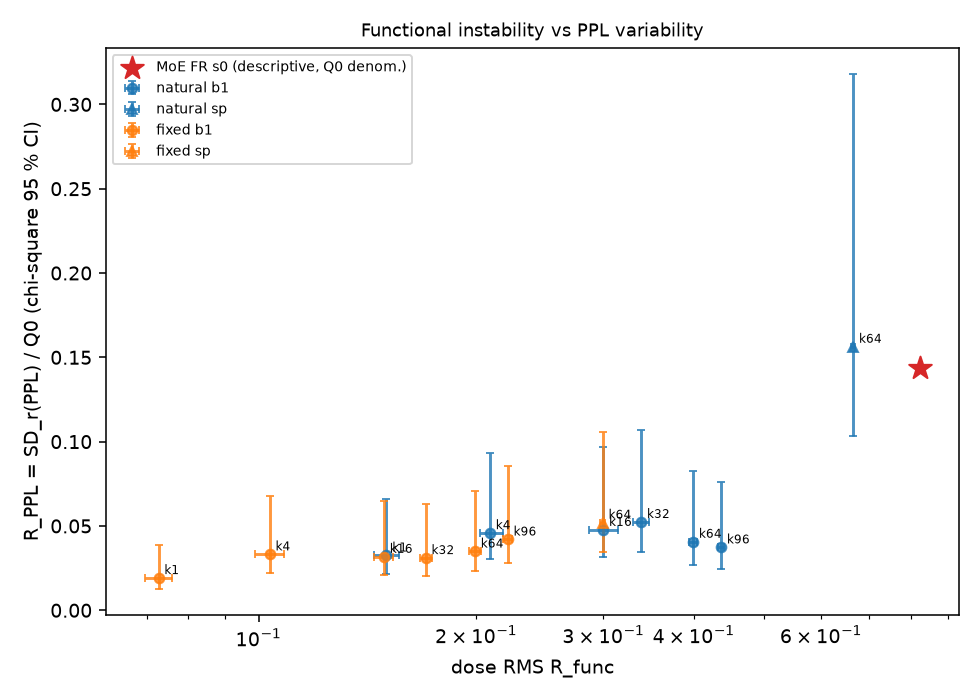 Functional instability vs PPL variability
MoE FR s0 (descriptive, Q0 denom.)
natural b1
natural sp
fixed b1
fixed sp
R_PPL = SD_r(PPL) / Q0 (chi-square 95 % CI)
0.30
0.25
0.20
0.15
0.10
0.05
0.00
k64
k1
k4
k1
k16
k32
k64
k4
k96
k64
k16
k32
k64
k96
10⁻¹
2 × 10⁻¹
3 × 10⁻¹
4 × 10⁻¹
6 × 10⁻¹
dose RMS R_func